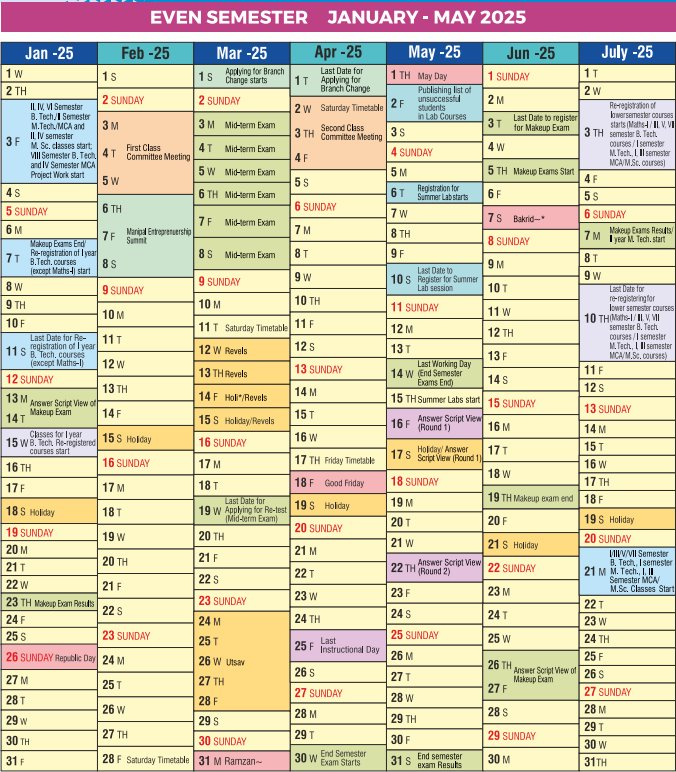 EVEN SEMESTER JANUARY - MAY 2025
Jan -25
1 W
2 TH
3 F
II, IV, VI Semester
B. Tech./II Semester
M.Tech./MCA and
II, IV semester
M. Sc. classes start;
VIII Semester B. Tech.
and IV Semester MCA
Project Work start
4 S
5 SUNDAY
6 M
7 T
Makeup Exams End/
Re-registration of I year
B.Tech. courses
(except Maths-I) start
8 W
9 TH
10 F
11 S
Last Date for Re-
registration of I year
B. Tech. courses
(except Maths-I)
12 SUNDAY
13 M
14 T
Answer Script View of
Makeup Exam
15 W
Classes for I year
B. Tech. Re-registered
courses start
16 TH
17 F
18 S Holiday
19 SUNDAY
20 M
21 T
22 W
23 TH Makeup Exam Results
24 F
25 S
26 SUNDAY Republic Day
27 M
28 T
29 W
30 TH
31 F
Feb -25
1 S
2 SUNDAY
3 M
4 T
5 W
First Class
Committee Meeting
6 TH
7 F
8 S
Manipal Entreprenuership
Summit
9 SUNDAY
10 M
11 T
12 W
13 TH
14 F
15 S Holiday
16 SUNDAY
17 M
18 T
19 W
20 TH
21 F
22 S
23 SUNDAY
24 M
25 T
26 W
27 TH
28 F Saturday Timetable
Mar -25
1 S
Applying for Branch
Change starts
2 SUNDAY
3 M Mid-term Exam
4 T Mid-term Exam
5 W Mid-term Exam
6 TH Mid-term Exam
7 F Mid-term Exam
8 S Mid-term Exam
9 SUNDAY
10 M
11 T Saturday Timetable
12 W Revels
13 TH Revels
14 F Holi*/Revels
15 S Holiday/Revels
16 SUNDAY
17 M
18 T
19 W
Last Date for
Applying for Re-test
(Mid-term Exam)
20 TH
21 F
22 S
23 SUNDAY
24 M
25 T
26 W Utsav
27 TH
28 F
29 S
30 SUNDAY
31 M Ramzan~
Apr -25
1 T
Last Date for
Applying for
Branch Change
2 W Saturday Timetable
3 TH
Second Class
Committee Meeting
4 F
5 S
6 SUNDAY
7 M
8 T
9 W
10 TH
11 F
12 S
13 SUNDAY
14 M
15 T
16 W
17 TH Friday Timetable
18 F Good Friday
19 S Holiday
20 SUNDAY
21 M
22 T
23 W
24 TH
25 F
Last
Instructional Day
26 S
27 SUNDAY
28 M
29 T
30 W
End Semester
Exam Starts
May -25
1 TH May Day
2 F
Publishing list of
unsuccessful
students
in Lab Courses
3 S
4 SUNDAY
5 M
6 T
Registration for
Summer Lab starts
7 W
8 TH
9 F
10 S
Last Date to
Register for Summer
Lab session
11 SUNDAY
12 M
13 T
14 W
Last Working Day
(End Semester
Exams End)
15 TH Summer Labs start
16 F
Answer Script View
(Round 1)
17 S
Holiday/ Answer
Script View (Round 1)
18 SUNDAY
19 M
20 T
21 W
22 TH
Answer Script View
(Round 2)
23 F
24 S
25 SUNDAY
26 M
27 T
28 W
29 TH
30 F
31 S
End semester
exam Results
Jun -25
1 SUNDAY
2 M
3 T
Last Date to register
for Makeup Exam
4 W
5 TH Makeup Exams Start
6 F
7 S Bakrid~*
8 SUNDAY
9 M
10 T
11 W
12 TH
13 F
14 S
15 SUNDAY
16 M
17 T
18 W
19 TH Makeup exam end
20 F
21 S Holiday
22 SUNDAY
23 M
24 T
25 W
26 TH
27 F
Answer Script View of
Makeup Exam
28 S
29 SUNDAY
30 M
July -25
1 T
2 W
3 TH
Re-registration of
lowersemester courses
starts (Maths-I / III, V, VII
semester B. Tech.
courses / I semester
M. Tech., I, III semester
MCA/M.Sc. courses)
4 F
5 S
6 SUNDAY
7 M
Makeup Exams Results/
I year M. Tech. start
8 T
9 W
10 TH
Last Date for
re-registering for
lower semester courses
(Maths-I / III, V, VII
semester B. Tech.
courses / I semester
M. Tech., I, III semester
MCA/M.Sc. courses)
11 F
12 S
13 SUNDAY
14 M
15 T
16 W
17 TH
18 F
19 S Holiday
20 SUNDAY
21 M
I/III/V/VII Semester
B. Tech., I semester
M. Tech., I, III
Semester MCA/
M.Sc. Classes Start
22 T
23 W
24 TH
25 F
26 S
27 SUNDAY
28 M
29 T
30 W
31 TH